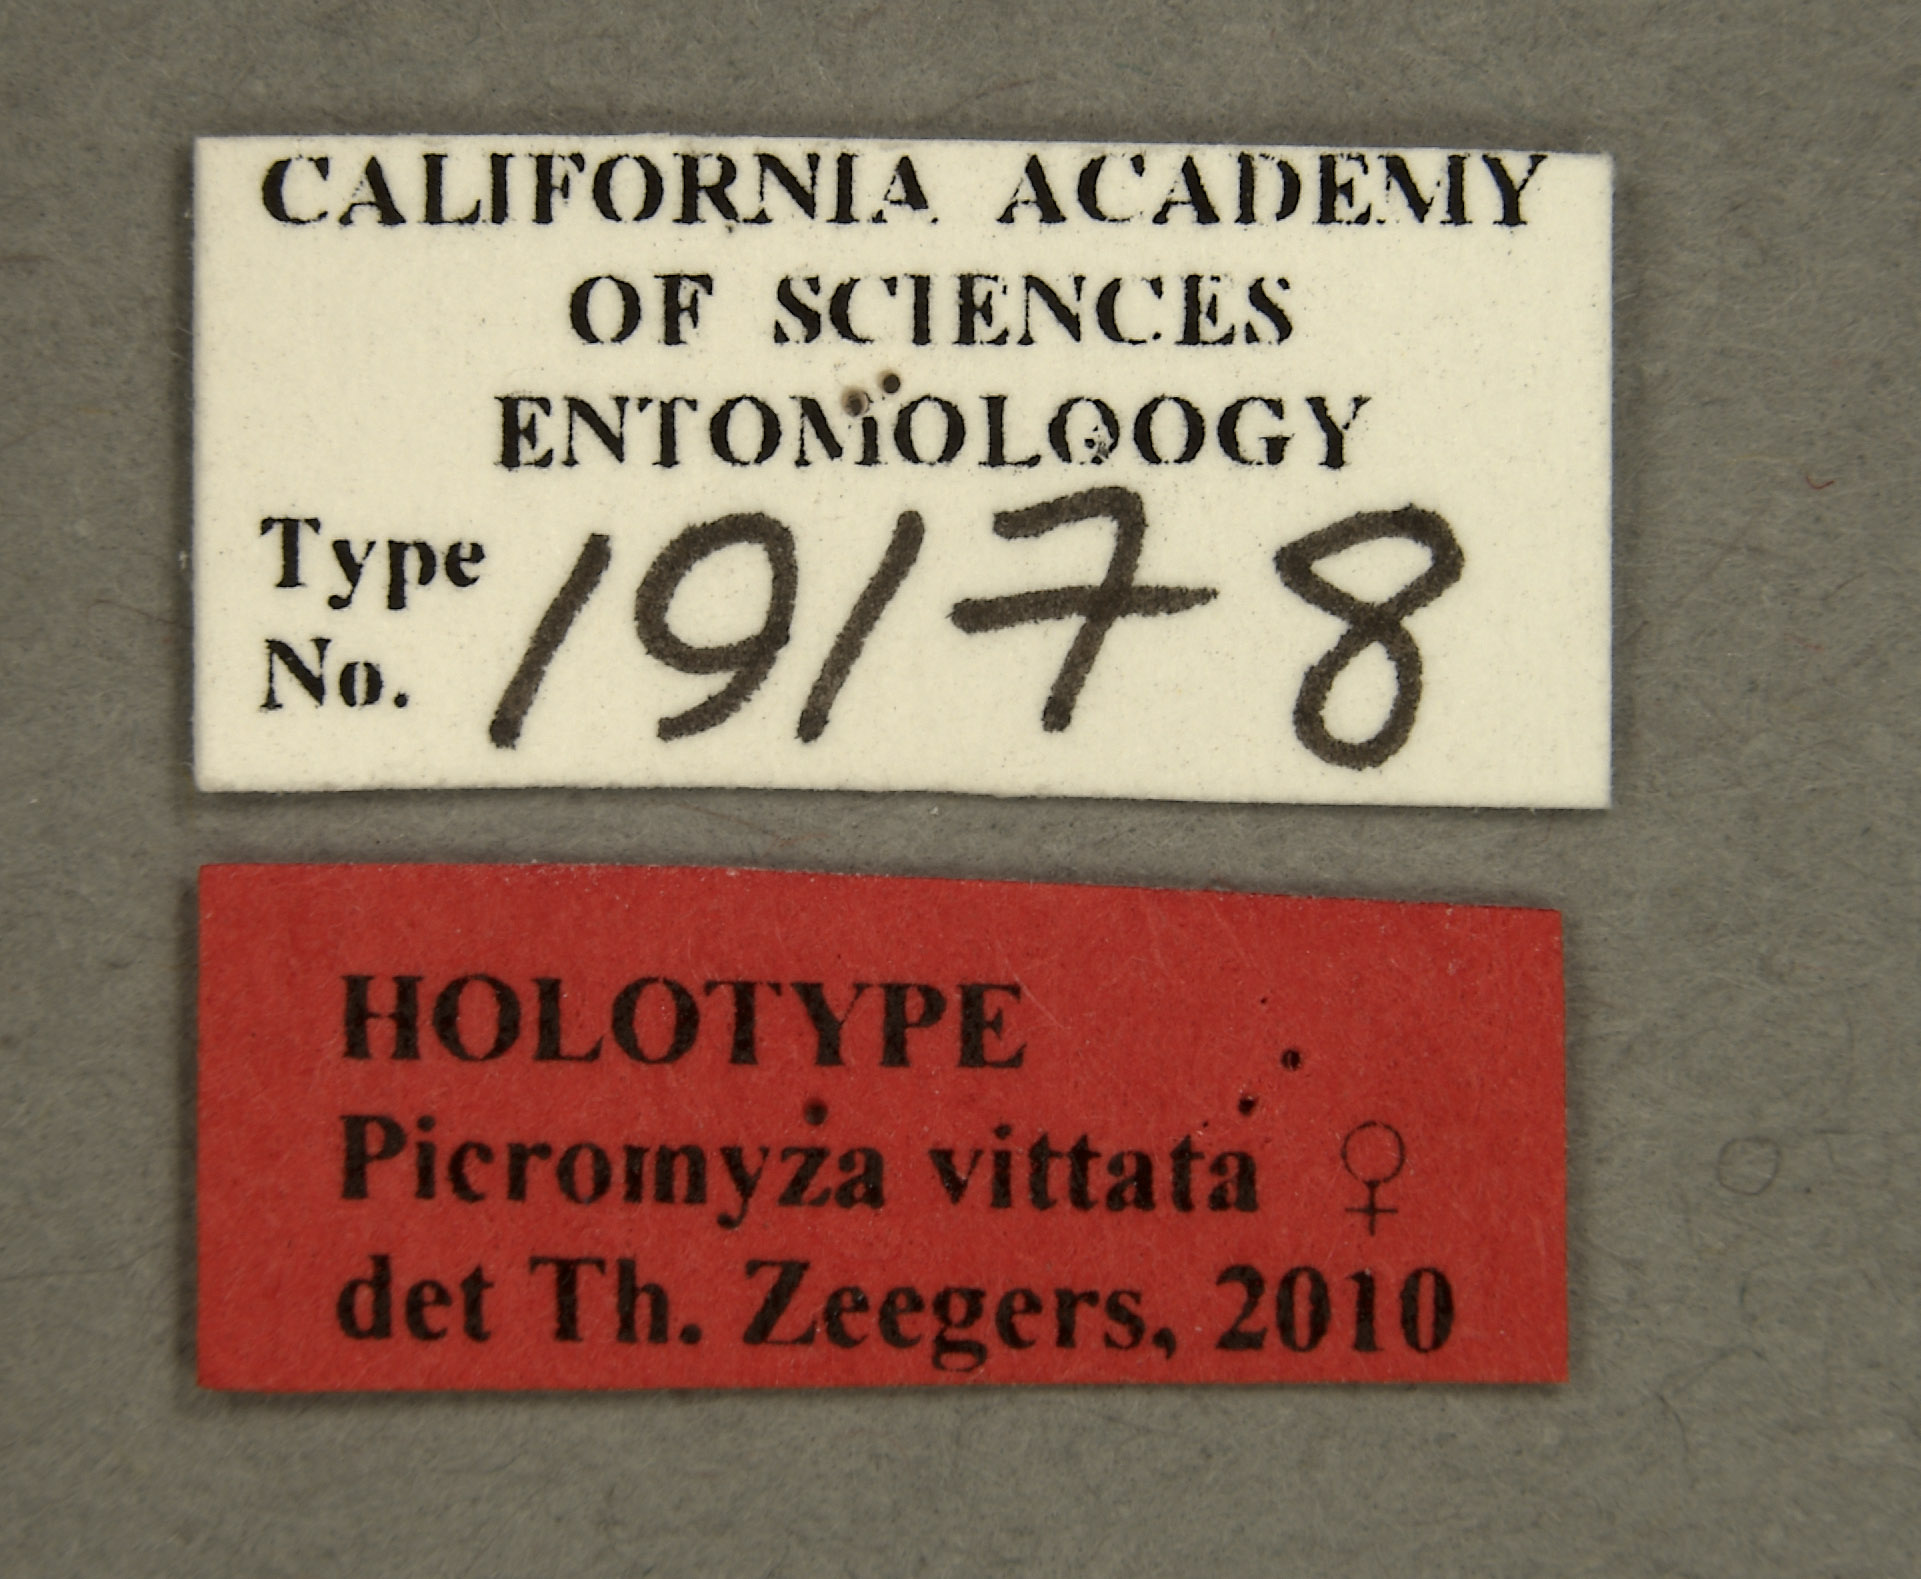 CALIFORNIA ACADEMY
OF SCIENCES
ENTOMOLOOGY
Type
No. 19178
HOLOTYPE
Picromyza vittata ♀
det Th. Zeegers, 2010